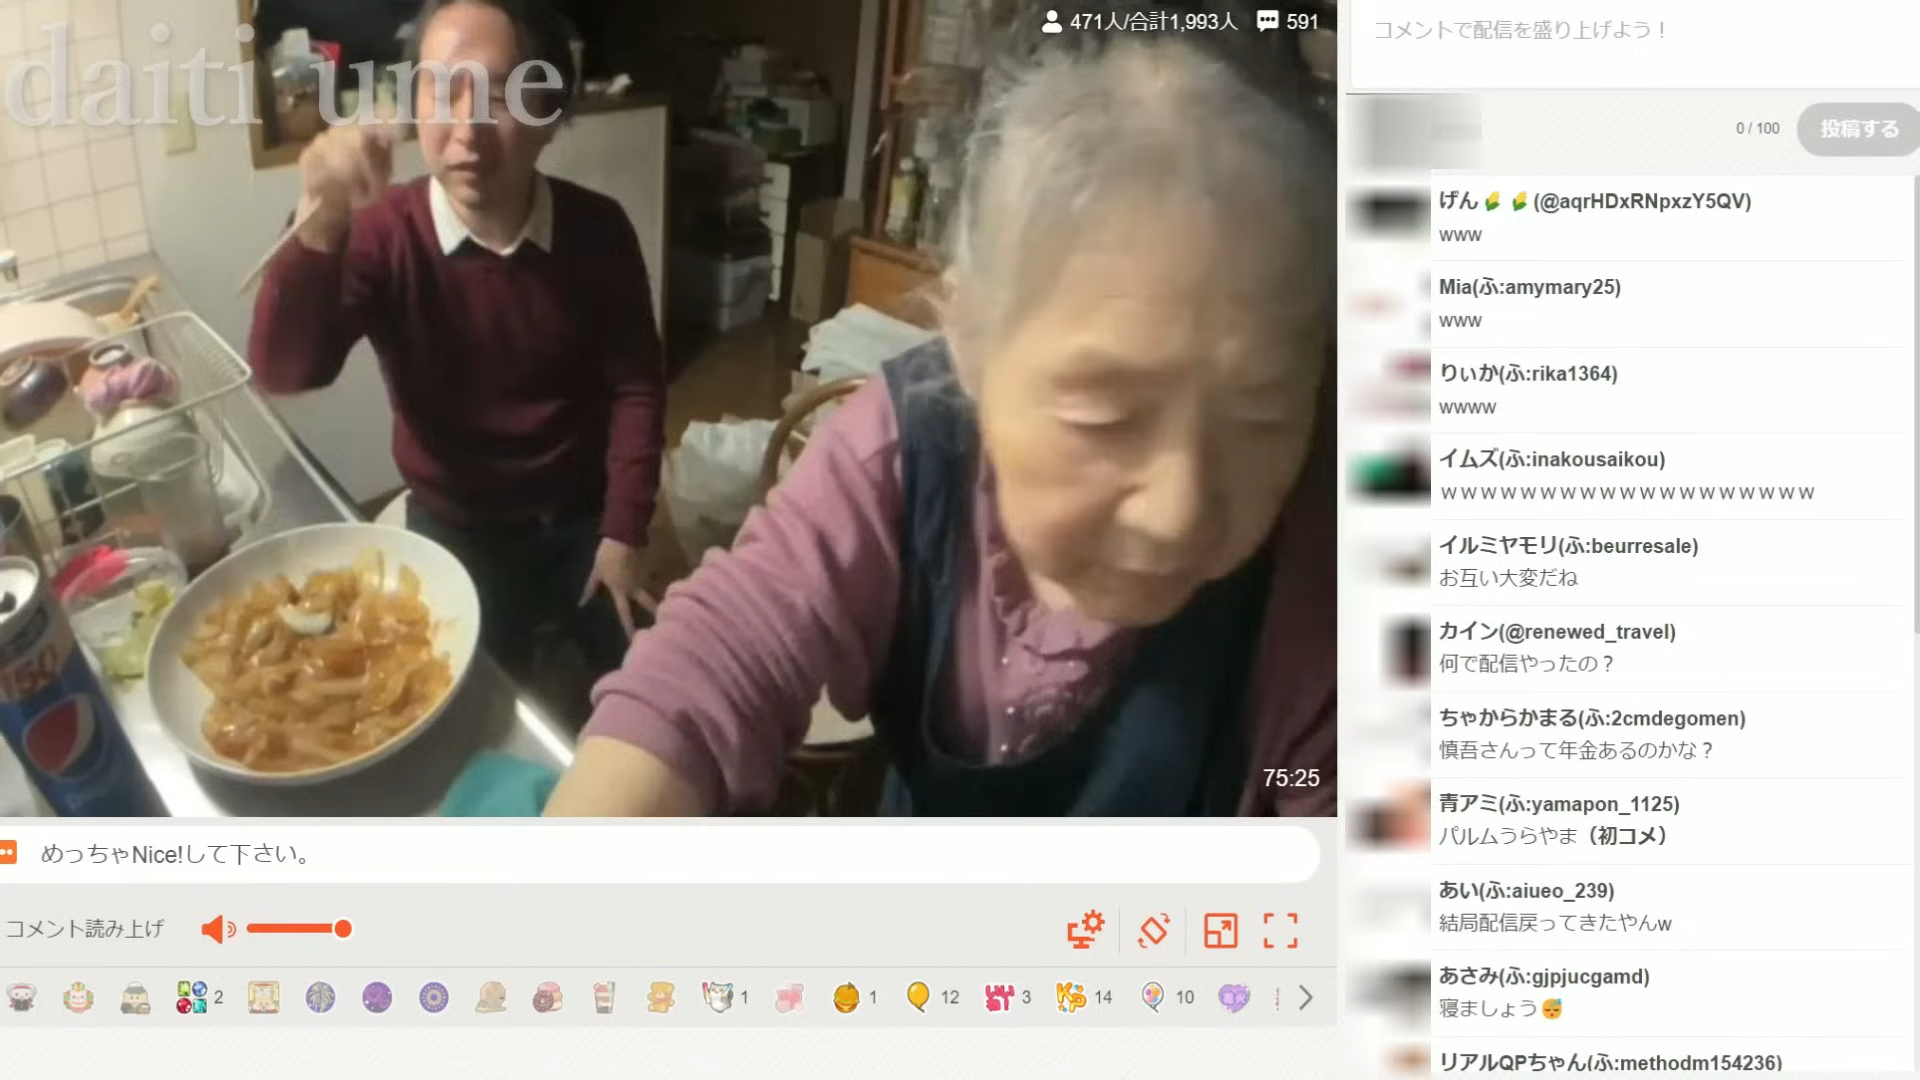 daiti ume
471人/合計1,993人 591
75:25
めっちゃNice!して下さい。
コメント読み上げ
2
1
1
12
3
14
10
コメントで配信を盛り上げよう！
0 / 100
投稿する
げん🌽🌽(@aqrHDxRNpxzY5QV)
www
Mia(ふ:amymary25)
www
りぃか(ふ:rika1364)
wwww
イムズ(ふ:inakousaikou)
ｗｗｗｗｗｗｗｗｗｗｗｗｗｗｗｗｗｗｗ
イルミヤモリ(ふ:beurresale)
お互い大変だね
カイン(@renewed_travel)
何で配信やったの？
ちゃからかまる(ふ:2cmdegomen)
慎吾さんって年金あるのかな？
青アミ(ふ:yamapon_1125)
パルムうらやま（初コメ）
あい(ふ:aiueo_239)
結局配信戻ってきたやんw
あさみ(ふ:gjpjucgamd)
寝ましょう😴
リアルQPちゃん(ふ:methodm154236)